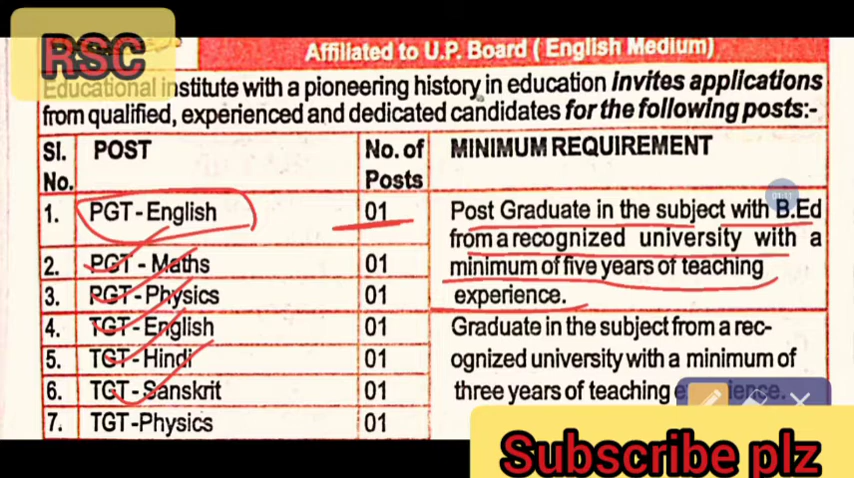 RSC
Affiliated to U.P. Board ( English Medium)
Educational institute with a pioneering history in education Invites applications
from qualified, experienced and dedicated candidates for the following posts:-
Sl. No. POST No. of Posts MINIMUM REQUIREMENT
1. PGT - English 01 Post Graduate in the subject with B.Ed
from a recognized university with a
2. PGT - Maths 01 minimum of five years of teaching
3. PGT - Physics 01 experience.
4. TGT - English 01 Graduate in the subject from a rec-
5. TGT - Hindi 01 ognized university with a minimum of
6. TGT - Sanskrit 01 three years of teaching
7. TGT - Physics 01
01:11
Subscribe plz